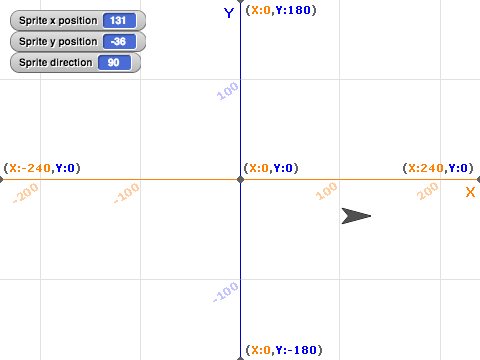 Sprite x position 131
Sprite y position -36
Sprite direction 90
Y (X:0,Y:180)
100
(X:-240,Y:0) (X:0,Y:0) (X:240,Y:0)
-200 -100 100 200 X
-100
(X:0,Y:-180)